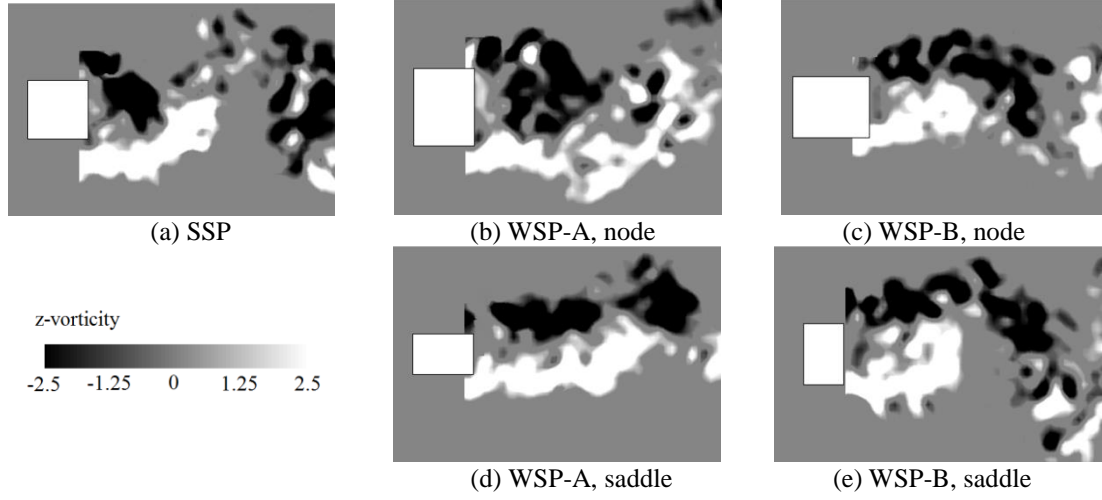 (a) SSP
(b) WSP-A, node
(c) WSP-B, node
z-vorticity
-2.5 -1.25 0 1.25 2.5
(d) WSP-A, saddle
(e) WSP-B, saddle